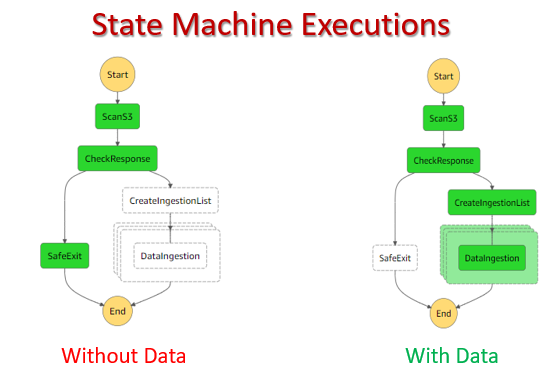 State Machine Executions
Start
ScanS3
CheckResponse
CreateIngestionList
SafeExit
DataIngestion
End
Without Data
Start
ScanS3
CheckResponse
CreateIngestionList
SafeExit
DataIngestion
End
With Data